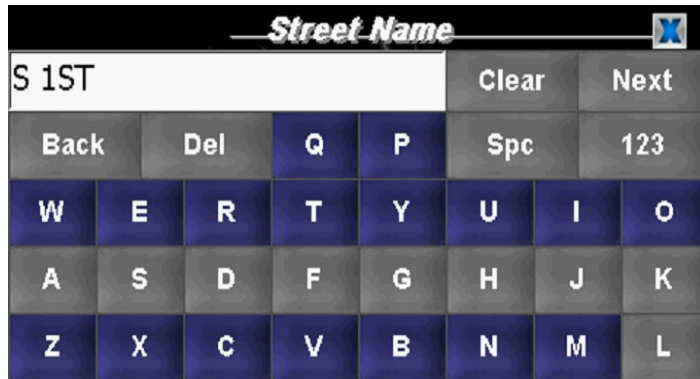 Street Name X
S 1ST Clear Next
Back Del Q P Spc 123
W E R T Y U I O
A S D F G H J K
Z X C V B N M L